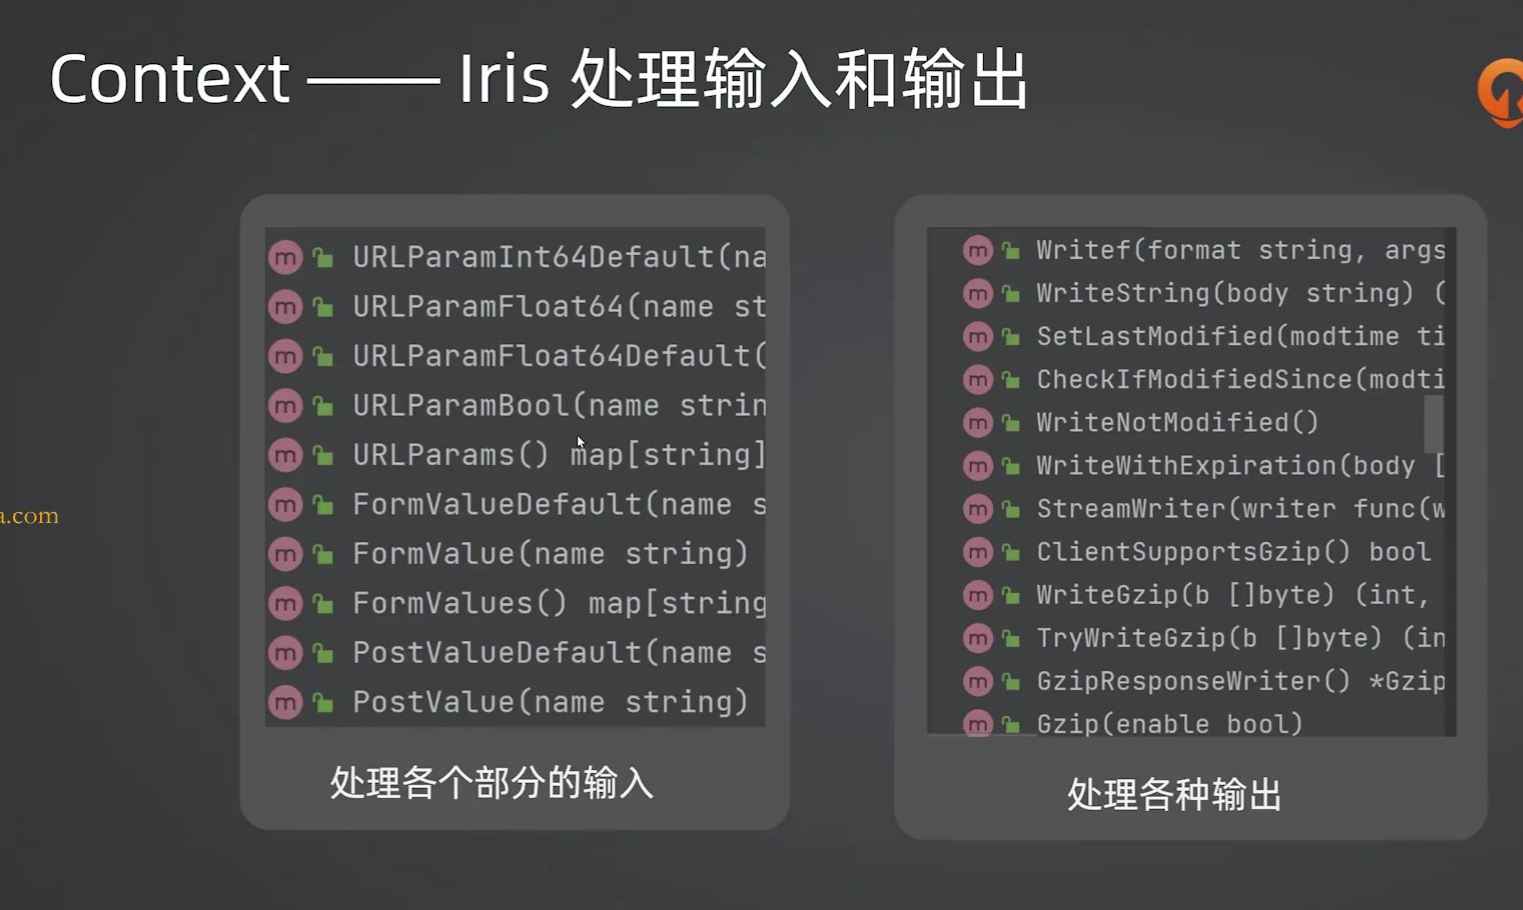 Context —— Iris 处理输入和输出
URLParamInt64Default(na
URLParamFloat64(name st
URLParamFloat64Default(
URLParamBool(name strin
URLParams() map[string]
FormValueDefault(name s
FormValue(name string)
FormValues() map[string
PostValueDefault(name s
PostValue(name string)
处理各个部分的输入
Writef(format string, args
WriteString(body string) (
SetLastModified(modtime ti
CheckIfModifiedSince(modti
WriteNotModified()
WriteWithExpiration(body [
StreamWriter(writer func(w
ClientSupportsGzip() bool
WriteGzip(b []byte) (int,
TryWriteGzip(b []byte) (in
GzipResponseWriter() *Gzip
Gzip(enable bool)
处理各种输出
a.com